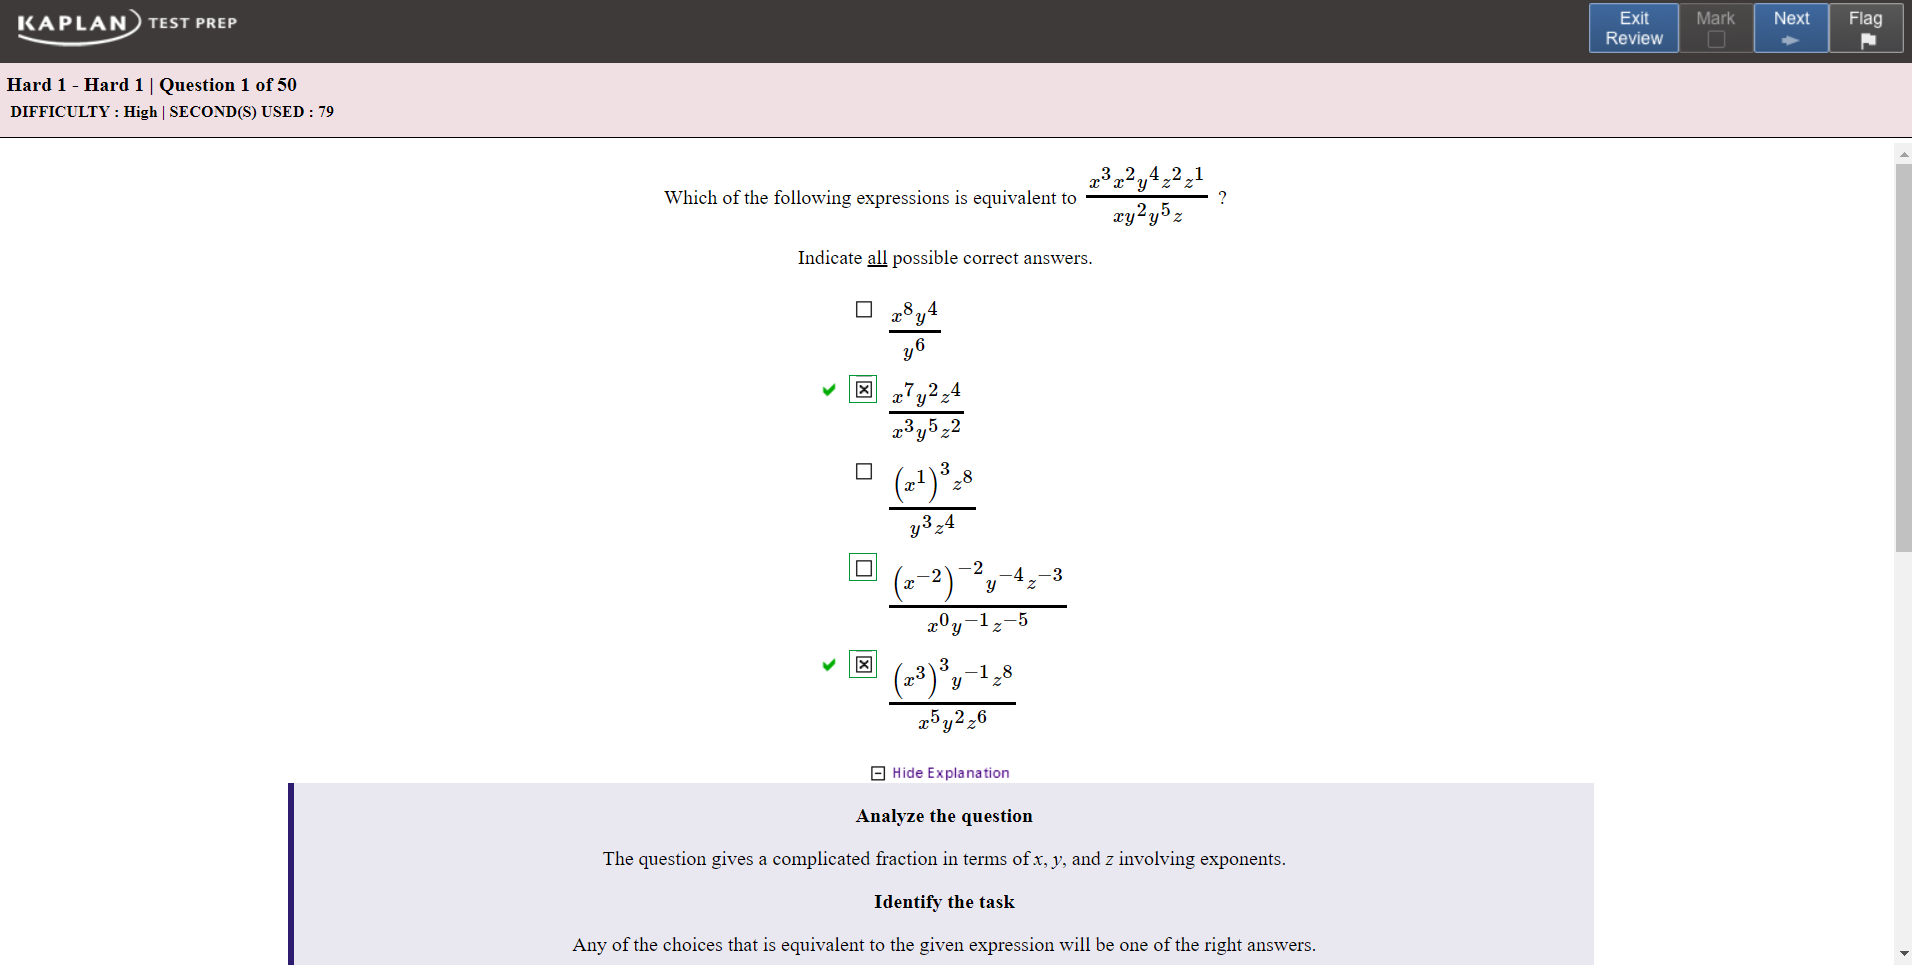 KAPLAN TEST PREP
Exit Review
Mark
Next
Flag
Hard 1 - Hard 1 | Question 1 of 50
DIFFICULTY : High | SECOND(S) USED : 79
Which of the following expressions is equivalent to \frac{x^3x^2y^4z^2z^1}{xy^2y^5z} ?
Indicate all possible correct answers.
\frac{x^8y^4}{y^6}
\frac{x^7y^2z^4}{x^3y^5z^2}
\frac{(x^1)^3z^8}{y^3z^4}
\frac{(x^{-2})^{-2}y^{-4}z^{-3}}{x^0y^{-1}z^{-5}}
\frac{(x^3)^3y^{-1}z^8}{x^5y^2z^6}
Hide Explanation
Analyze the question
The question gives a complicated fraction in terms of x, y, and z involving exponents.
Identify the task
Any of the choices that is equivalent to the given expression will be one of the right answers.